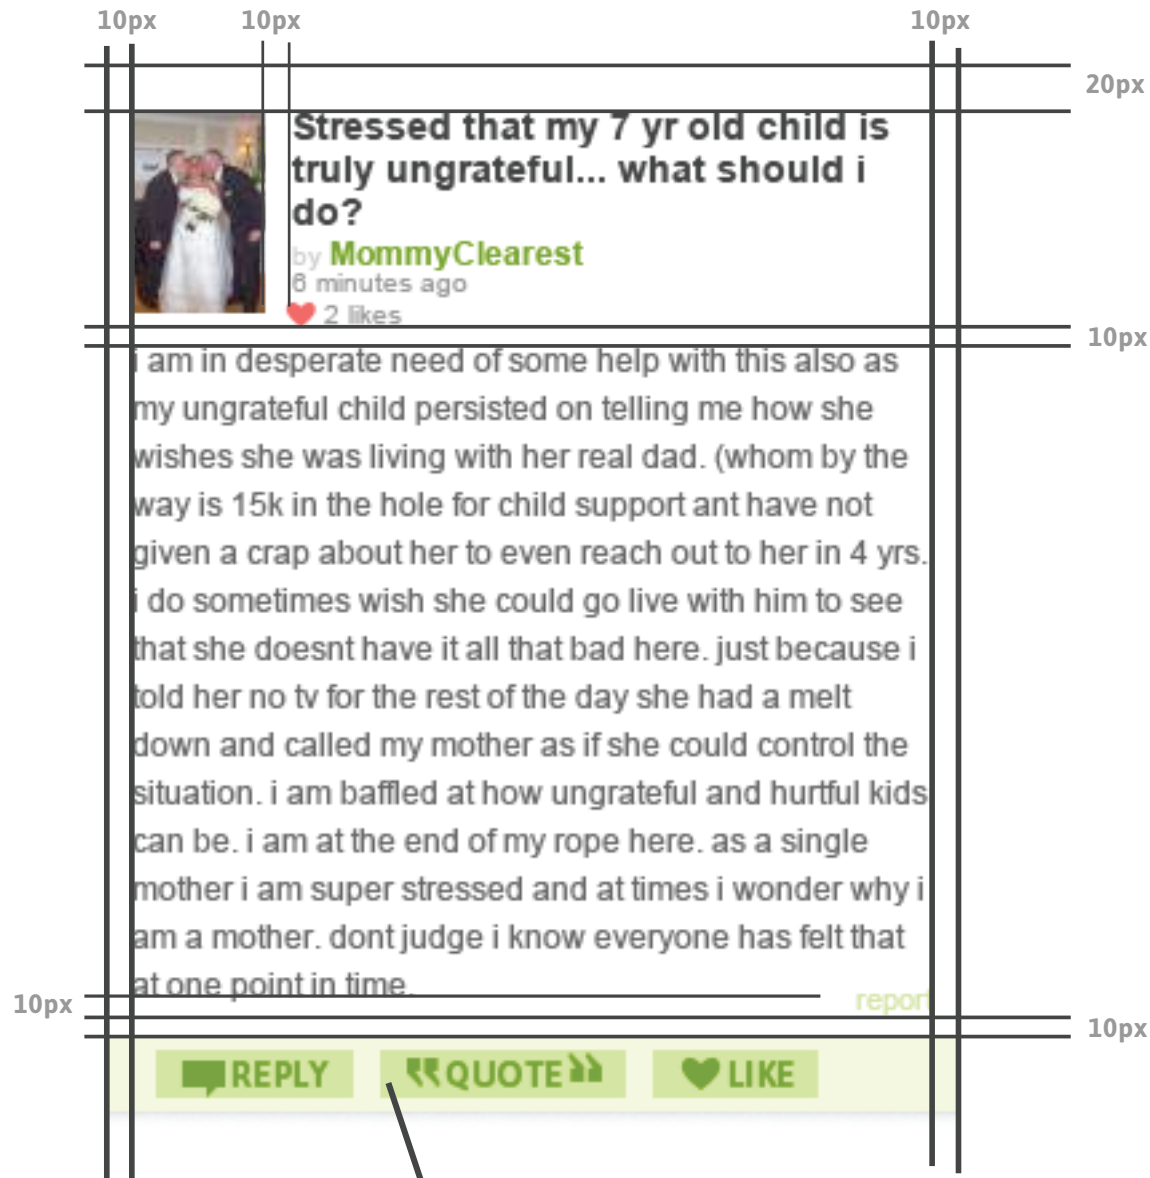 10px 10px 10px
20px
Stressed that my 7 yr old child is
truly ungrateful... what should i
do?
by MommyClearest
6 minutes ago
2 likes
10px
i am in desperate need of some help with this also as
my ungrateful child persisted on telling me how she
wishes she was living with her real dad. (whom by the
way is 15k in the hole for child support ant have not
given a crap about her to even reach out to her in 4 yrs.
i do sometimes wish she could go live with him to see
that she doesnt have it all that bad here. just because i
told her no tv for the rest of the day she had a melt
down and called my mother as if she could control the
situation. i am baffled at how ungrateful and hurtful kids
can be. i am at the end of my rope here. as a single
mother i am super stressed and at times i wonder why i
am a mother. dont judge i know everyone has felt that
at one point in time.
10px report
10px
REPLY QUOTE LIKE